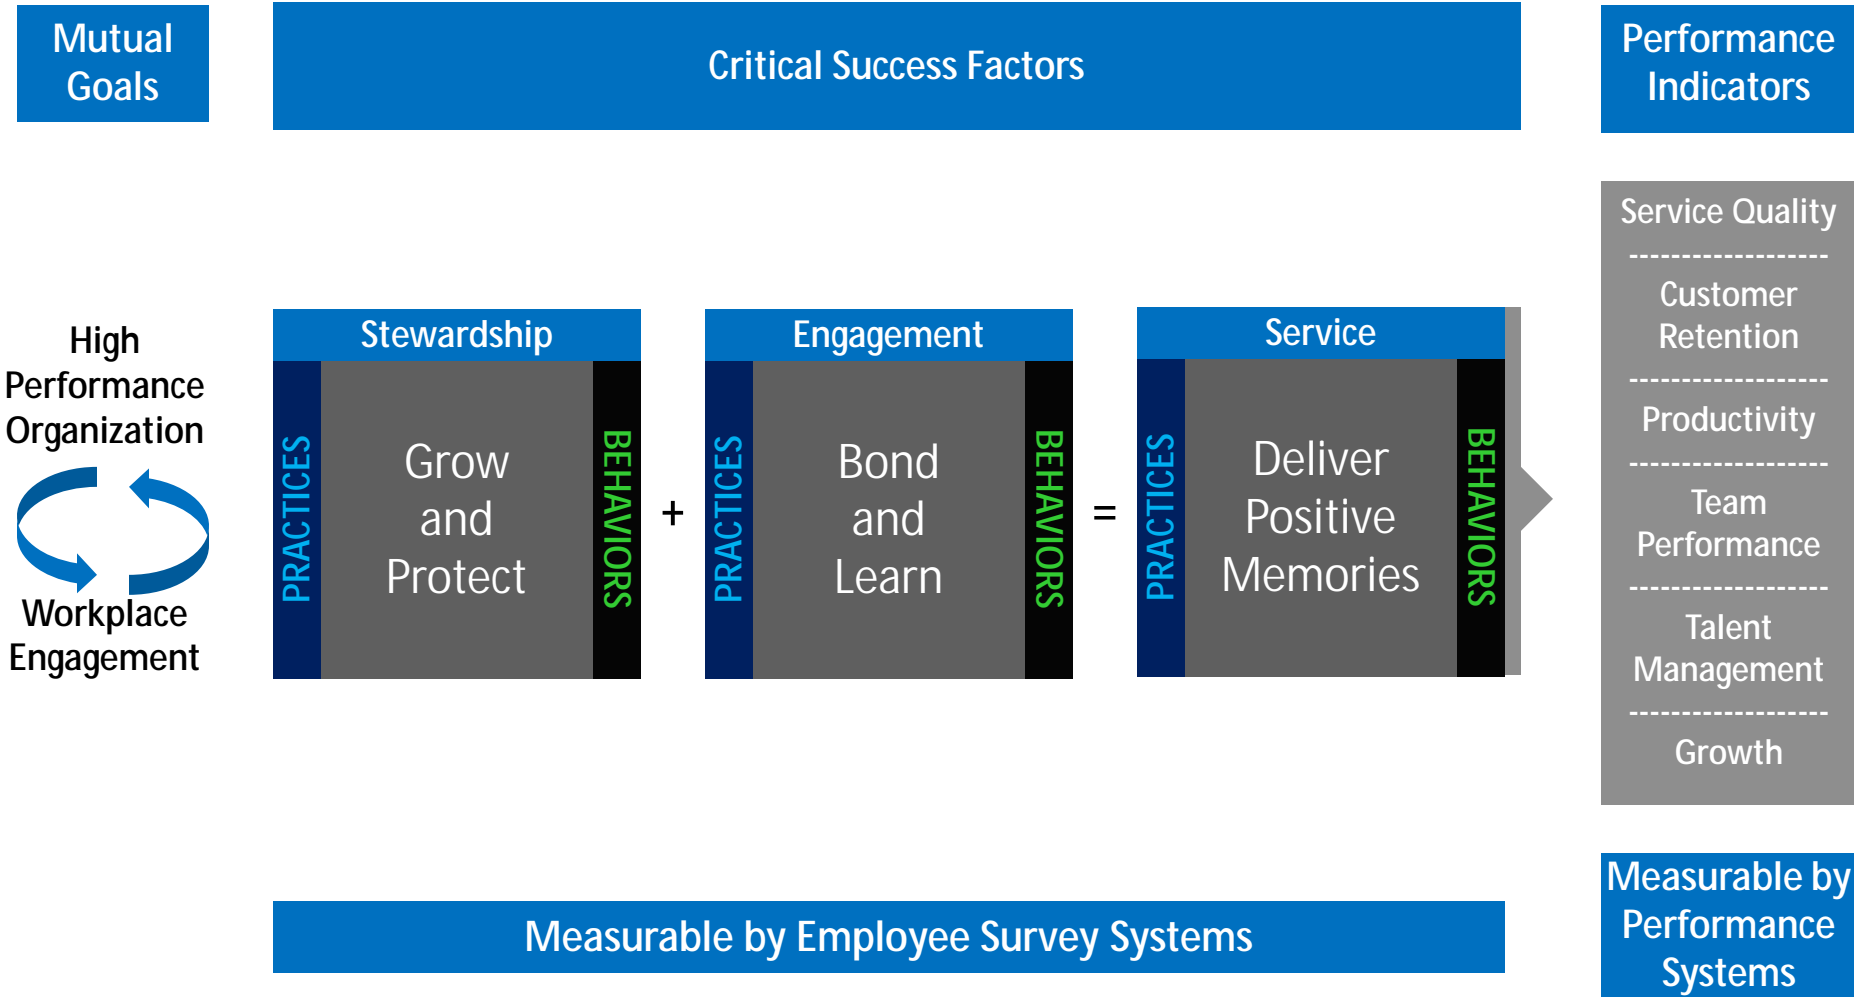 Mutual
Goals
Critical Success Factors
Performance
Indicators
High
Performance
Organization
Workplace
Engagement
Stewardship
PRACTICES
Grow
and
Protect
BEHAVIORS
+
Engagement
PRACTICES
Bond
and
Learn
BEHAVIORS
=
Service
PRACTICES
Deliver
Positive
Memories
BEHAVIORS
Service Quality
-------------------
Customer
Retention
-------------------
Productivity
-------------------
Team
Performance
-------------------
Talent
Management
-------------------
Growth
Measurable by Employee Survey Systems
Measurable by
Performance
Systems